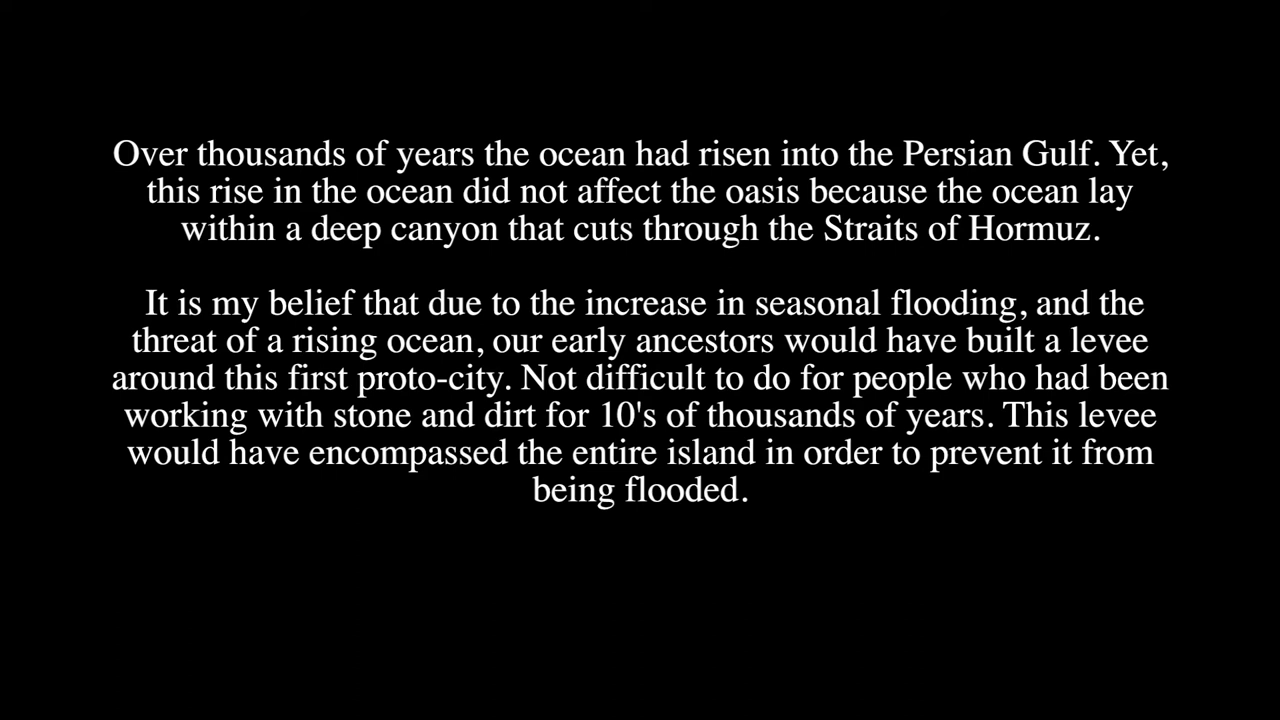 Over thousands of years the ocean had risen into the Persian Gulf. Yet,
this rise in the ocean did not affect the oasis because the ocean lay
within a deep canyon that cuts through the Straits of Hormuz.
It is my belief that due to the increase in seasonal flooding, and the
threat of a rising ocean, our early ancestors would have built a levee
around this first proto-city. Not difficult to do for people who had been
working with stone and dirt for 10's of thousands of years. This levee
would have encompassed the entire island in order to prevent it from
being flooded.